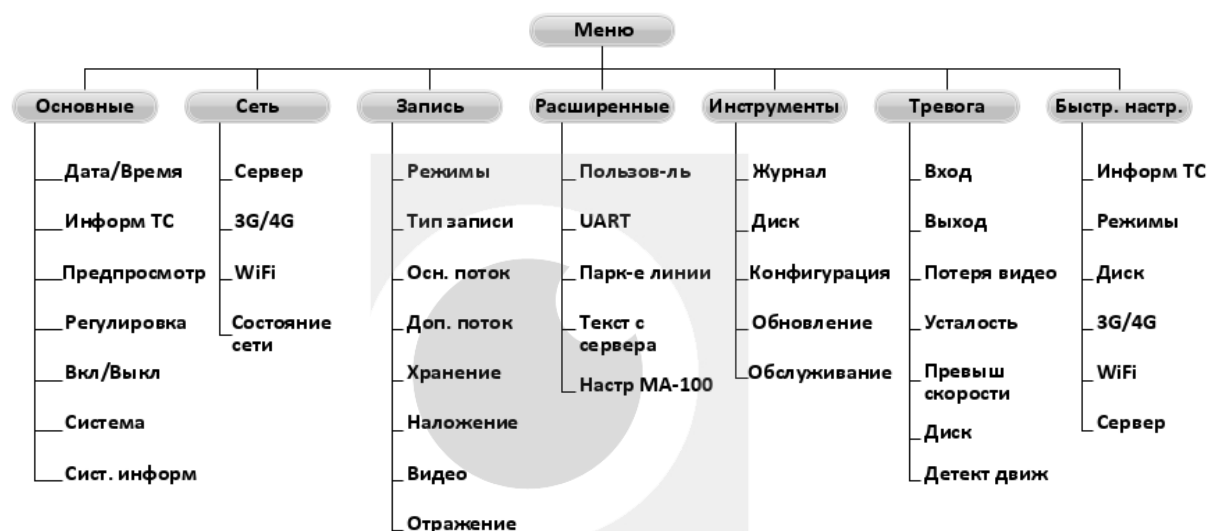 Меню
Основные
Сеть
Запись
Расширенные
Инструменты
Тревога
Быстр. настр.
Дата/Время
Информ ТС
Предпросмотр
Регулировка
Вкл/Выкл
Система
Сист. информ
Сервер
3G/4G
WiFi
Состояние
сети
Режимы
Тип записи
Осн. поток
Доп. поток
Хранение
Наложение
Видео
Отражение
Пользов-ль
UART
Парк-е линии
Текст с
сервера
Настр МА-100
Журнал
Диск
Конфигурация
Обновление
Обслуживание
Вход
Выход
Потеря видео
Усталость
Превыш
скорости
Диск
Детект движ
Информ ТС
Режимы
Диск
3G/4G
WiFi
Сервер